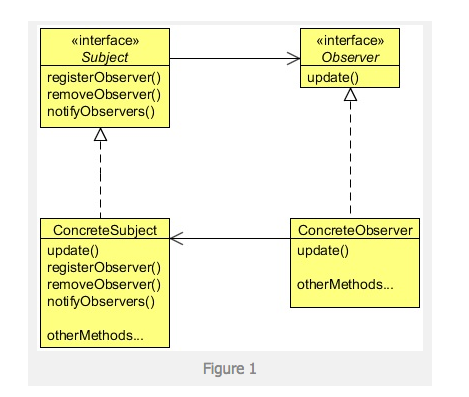 «interface»
Subject
registerObserver()
removeObserver()
notifyObservers()
«interface»
Observer
update()
ConcreteSubject
update()
registerObserver()
removeObserver()
notifyObservers()
otherMethods...
ConcreteObserver
update()
otherMethods...
Figure 1